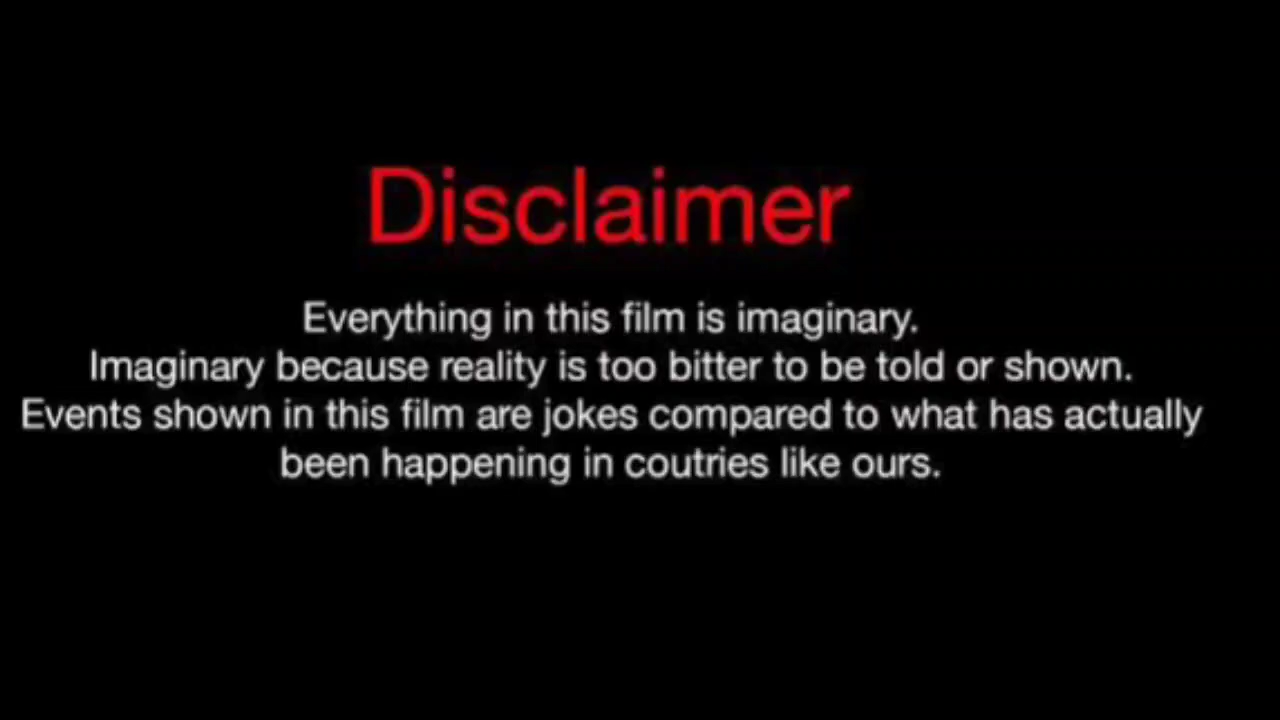 Disclaimer
Everything in this film is imaginary.
Imaginary because reality is too bitter to be told or shown.
Events shown in this film are jokes compared to what has actually
been happening in coutries like ours.